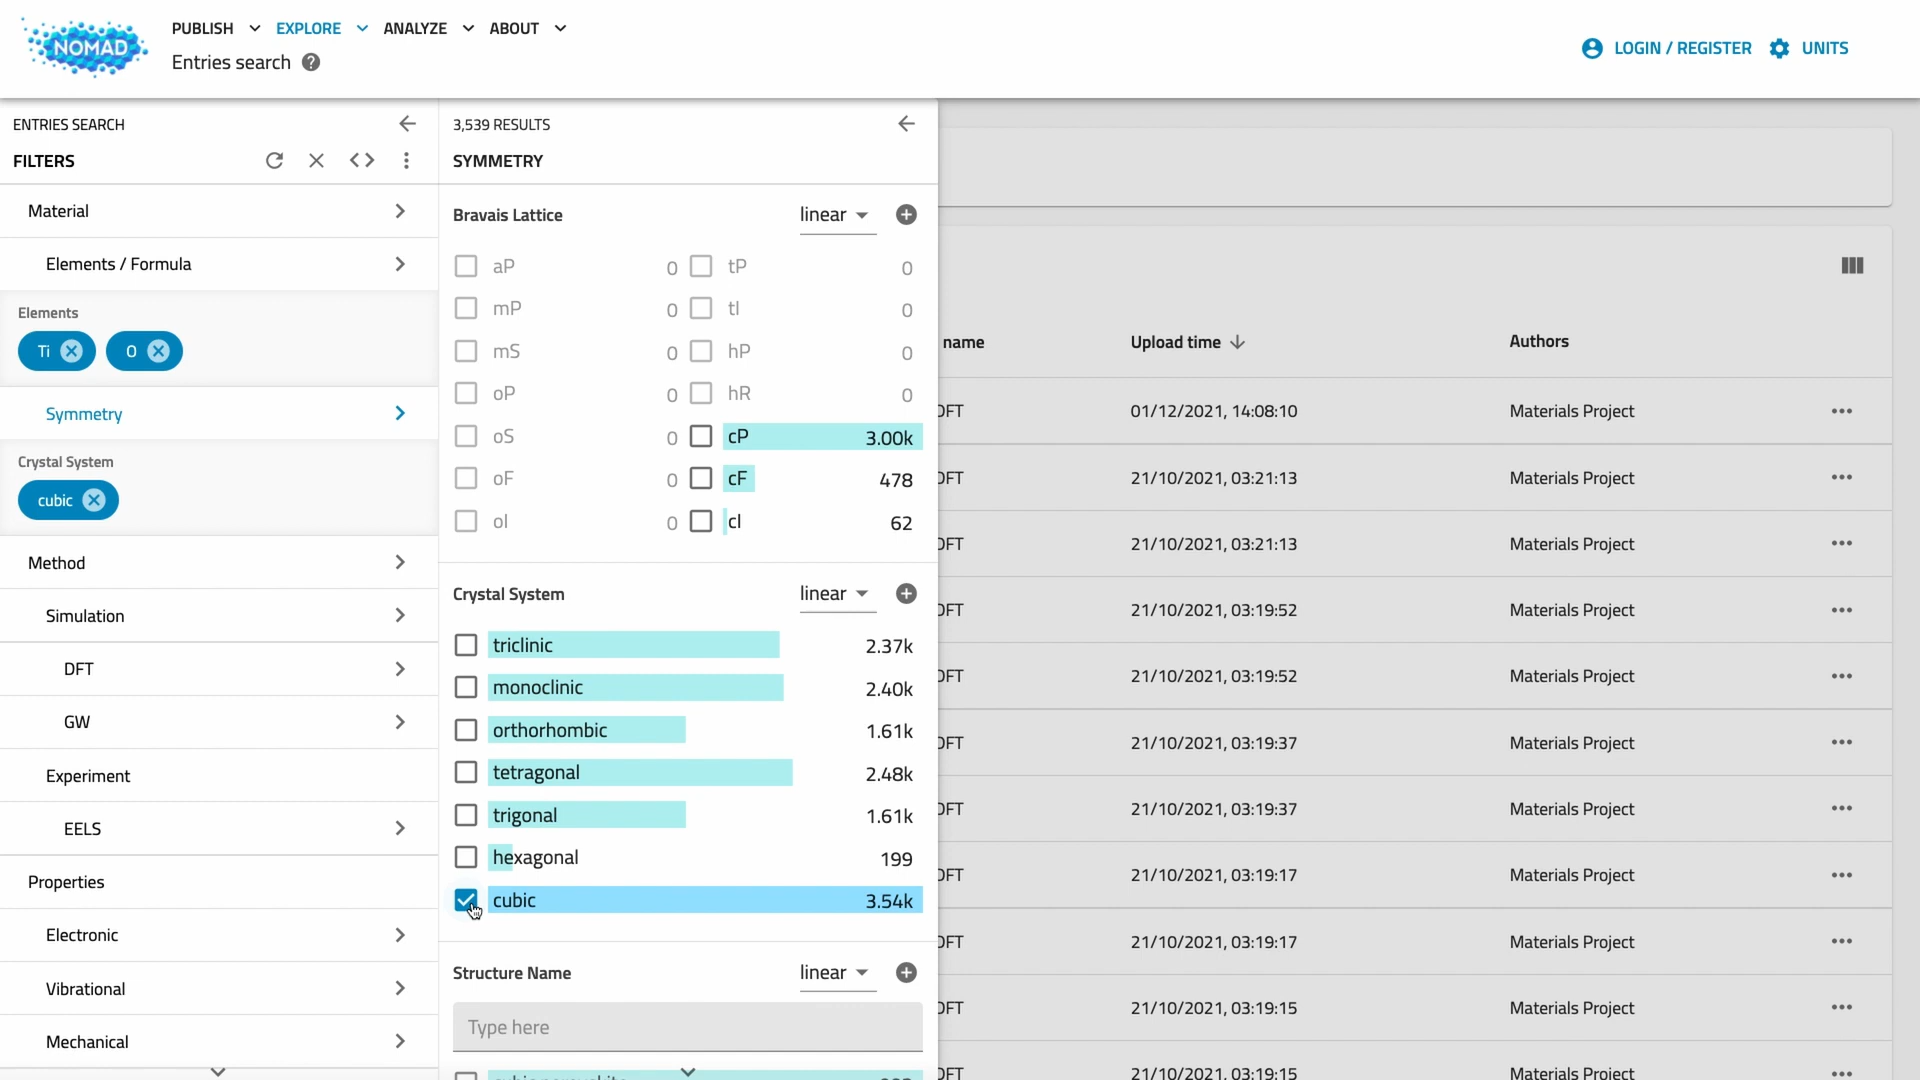 NOMAD
PUBLISH EXPLORE ANALYZE ABOUT
Entries search
LOGIN / REGISTER UNITS
ENTRIES SEARCH
FILTERS
Material
Elements / Formula
Elements
Ti O
Symmetry
Crystal System
cubic
Method
Simulation
DFT
GW
Experiment
EELS
Properties
Electronic
Vibrational
Mechanical
3,539 RESULTS
SYMMETRY
Bravais Lattice linear
aP 0 tP 0
mP 0 tI 0
mS 0 hP 0
oP 0 hR 0
oS 0 cP 3.00k
oF 0 cF 478
oI 0 cI 62
Crystal System linear
triclinic 2.37k
monoclinic 2.40k
orthorhombic 1.61k
tetragonal 2.48k
trigonal 1.61k
hexagonal 199
cubic 3.54k
Structure Name linear
Type here
name Upload time Authors
DFT 01/12/2021, 14:08:10 Materials Project
DFT 21/10/2021, 03:21:13 Materials Project
DFT 21/10/2021, 03:21:13 Materials Project
DFT 21/10/2021, 03:19:52 Materials Project
DFT 21/10/2021, 03:19:52 Materials Project
DFT 21/10/2021, 03:19:37 Materials Project
DFT 21/10/2021, 03:19:37 Materials Project
DFT 21/10/2021, 03:19:17 Materials Project
DFT 21/10/2021, 03:19:17 Materials Project
DFT 21/10/2021, 03:19:15 Materials Project
DFT 21/10/2021, 03:19:15 Materials Project